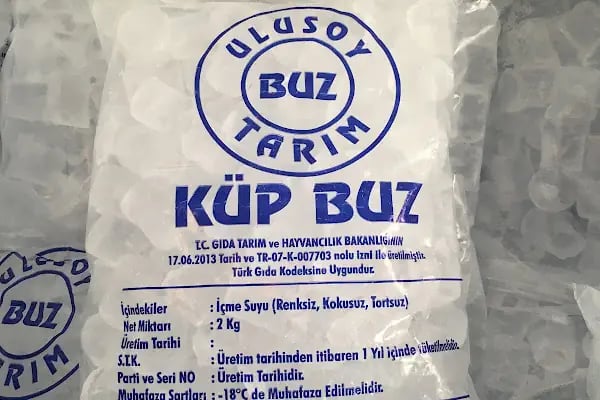 ULUSOY
BUZ
TARIM
KÜP BUZ
T.C. GIDA TARIM ve HAYVANCILIK BAKANLIĞININ
17.06.2013 Tarih ve TR-07-K-007703 nolu İzni ile üretilmiştir.
Türk Gıda Kodeksine Uygundur.
İçindekiler : İçme Suyu (Renksiz, Kokusuz, Tortsuz)
Net Miktarı : 2 Kg
Üretim Tarihi :
S.T.K. : Üretim tarihinden itibaren 1 Yıl içinde tüketilmelidir.
Parti ve Seri NO : Üretim Tarihidir.
Muhafaza Şartları : -18°C de Muhafaza Edilmelidir.
BUZ